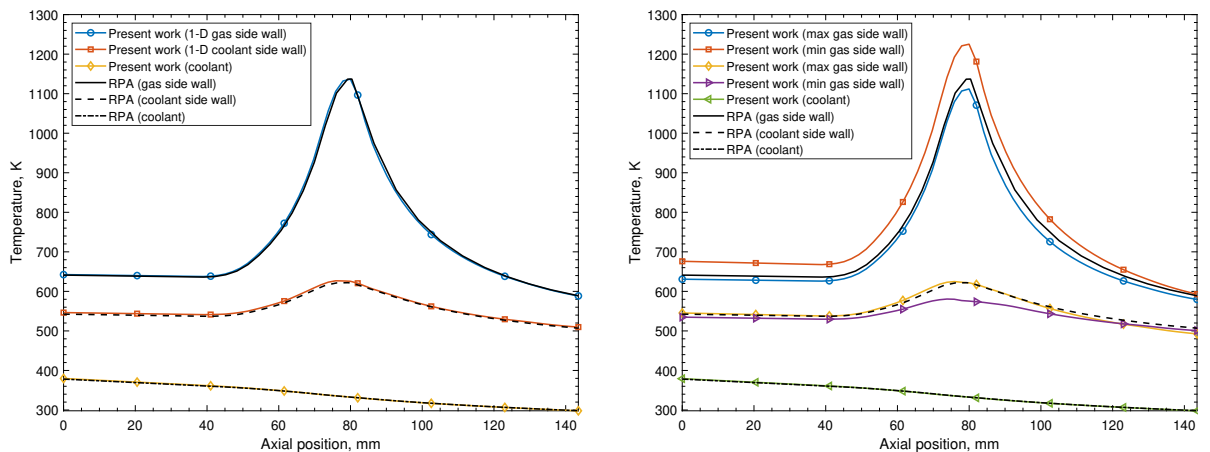 1300
1200
1100
1000
900
800
700
600
500
400
300
Temperature, K
Present work (1-D gas side wall)
Present work (1-D coolant side wall)
Present work (coolant)
RPA (gas side wall)
RPA (coolant side wall)
RPA (coolant)
0 20 40 60 80 100 120 140
Axial position, mm
1300
1200
1100
1000
900
800
700
600
500
400
300
Temperature, K
Present work (max gas side wall)
Present work (min gas side wall)
Present work (max gas side wall)
Present work (min gas side wall)
Present work (coolant)
RPA (gas side wall)
RPA (coolant side wall)
RPA (coolant)
0 20 40 60 80 100 120 140
Axial position, mm